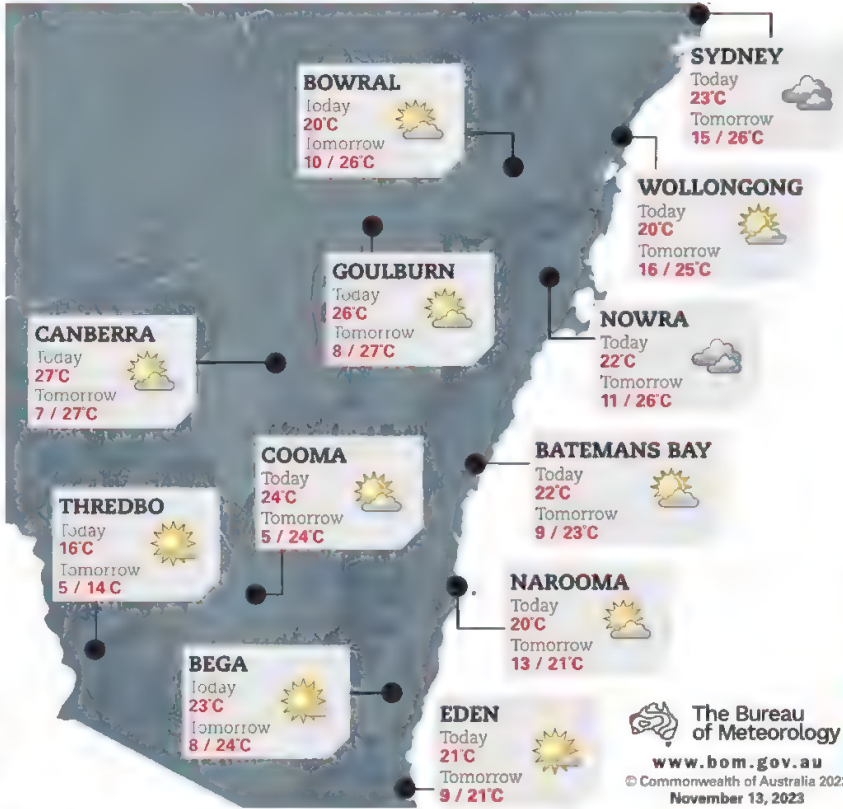 SYDNEY
Today
23°C
Tomorrow
15 / 26°C
BOWRAL
Today
20°C
Tomorrow
10 / 26°C
WOLLONGONG
Today
20°C
Tomorrow
16 / 25°C
GOULBURN
Today
26°C
Tomorrow
8 / 27°C
NOWRA
Today
22°C
Tomorrow
11 / 26°C
CANBERRA
Today
27°C
Tomorrow
7 / 27°C
COOMA
Today
24°C
Tomorrow
5 / 24°C
BATEMANS BAY
Today
22°C
Tomorrow
9 / 23°C
THREDBO
Today
16°C
Tomorrow
5 / 14 C
NAROOMA
Today
20°C
Tomorrow
13 / 21°C
BEGA
Today
23°C
Tomorrow
8 / 24°C
EDEN
Today
21°C
Tomorrow
9 / 21°C
The Bureau
of Meteorology
www.bom.gov.au
© Commonwealth of Australia 202
November 13, 2023